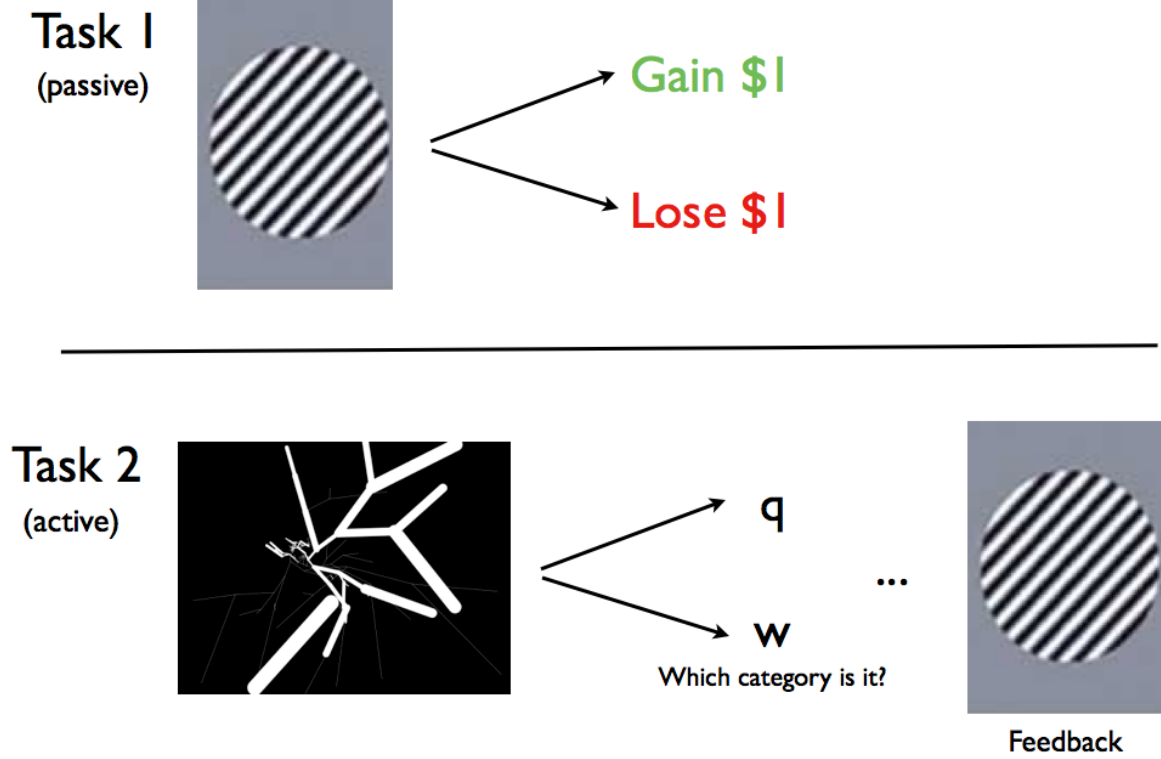 Task 1
(passive)
Gain $1
Lose $1
Task 2
(active)
q
...
w
Which category is it?
Feedback